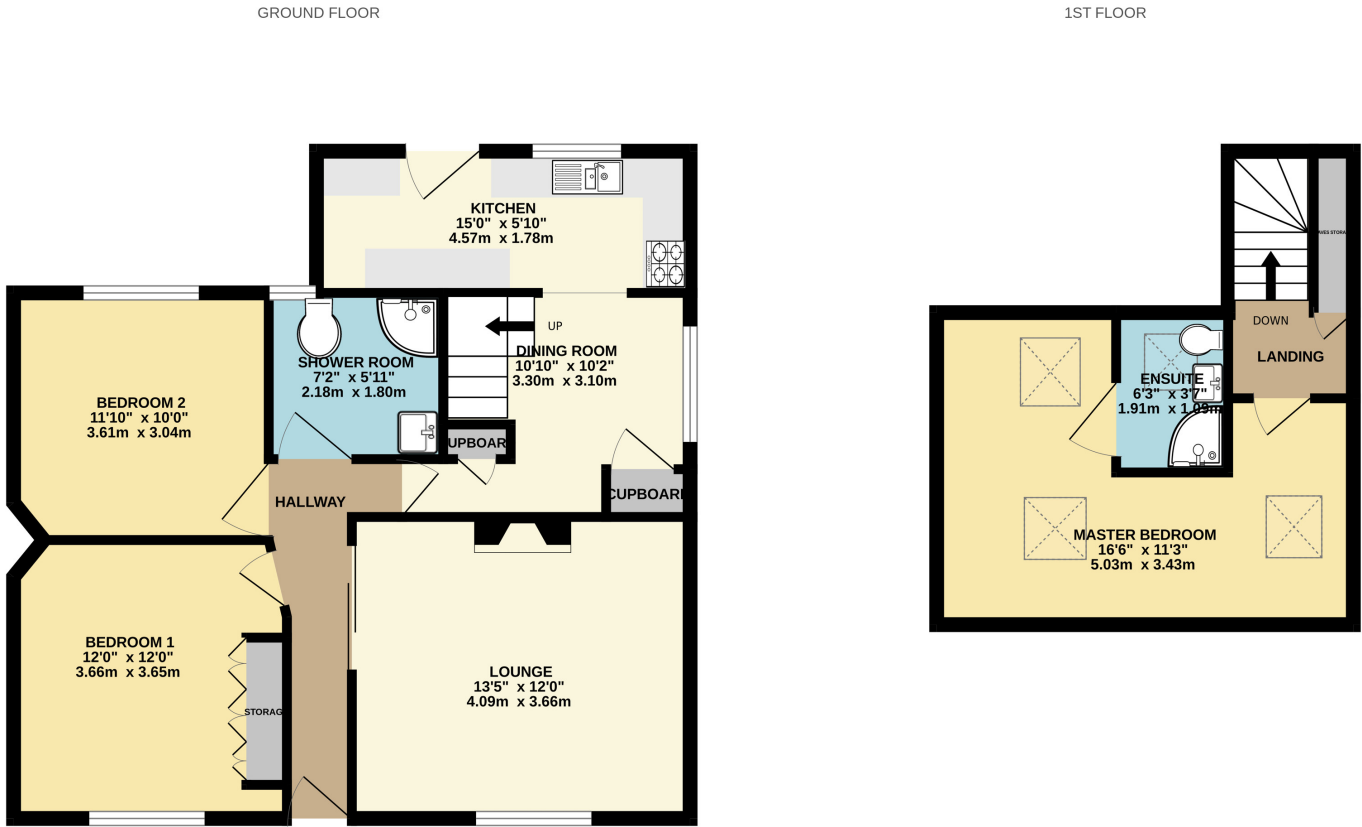 GROUND FLOOR
1ST FLOOR
KITCHEN
15'0" x 5'10"
4.57m x 1.78m
UP
DINING ROOM
10'10" x 10'2"
3.30m x 3.10m
SHOWER ROOM
7'2" x 5'11"
2.18m x 1.80m
BEDROOM 2
11'10" x 10'0"
3.61m x 3.04m
UPBOAR
CUPBOARD
HALLWAY
BEDROOM 1
12'0" x 12'0"
3.66m x 3.65m
STORAG
LOUNGE
13'5" x 12'0"
4.09m x 3.66m
AVES STORA
DOWN
LANDING
ENSUITE
6'3" x 3'7"
1.91m x 1.09m
MASTER BEDROOM
16'6" x 11'3"
5.03m x 3.43m